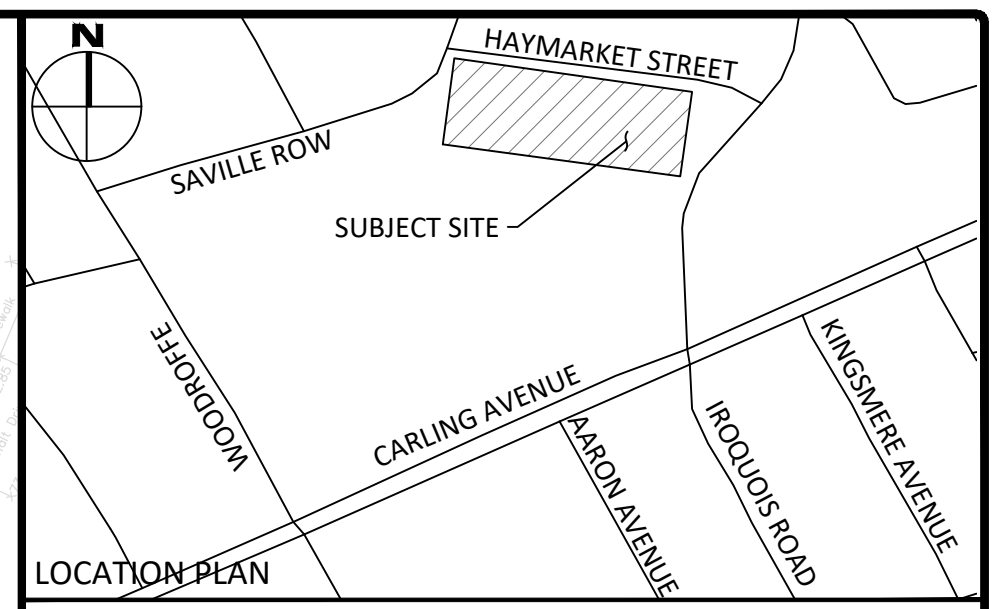 N
HAYMARKET STREET
SAVILLE ROW
SUBJECT SITE
WOODROFFE
CARLING AVENUE
KINGSMERE AVENUE
AARON AVENUE
IROQUOIS ROAD
LOCATION PLAN